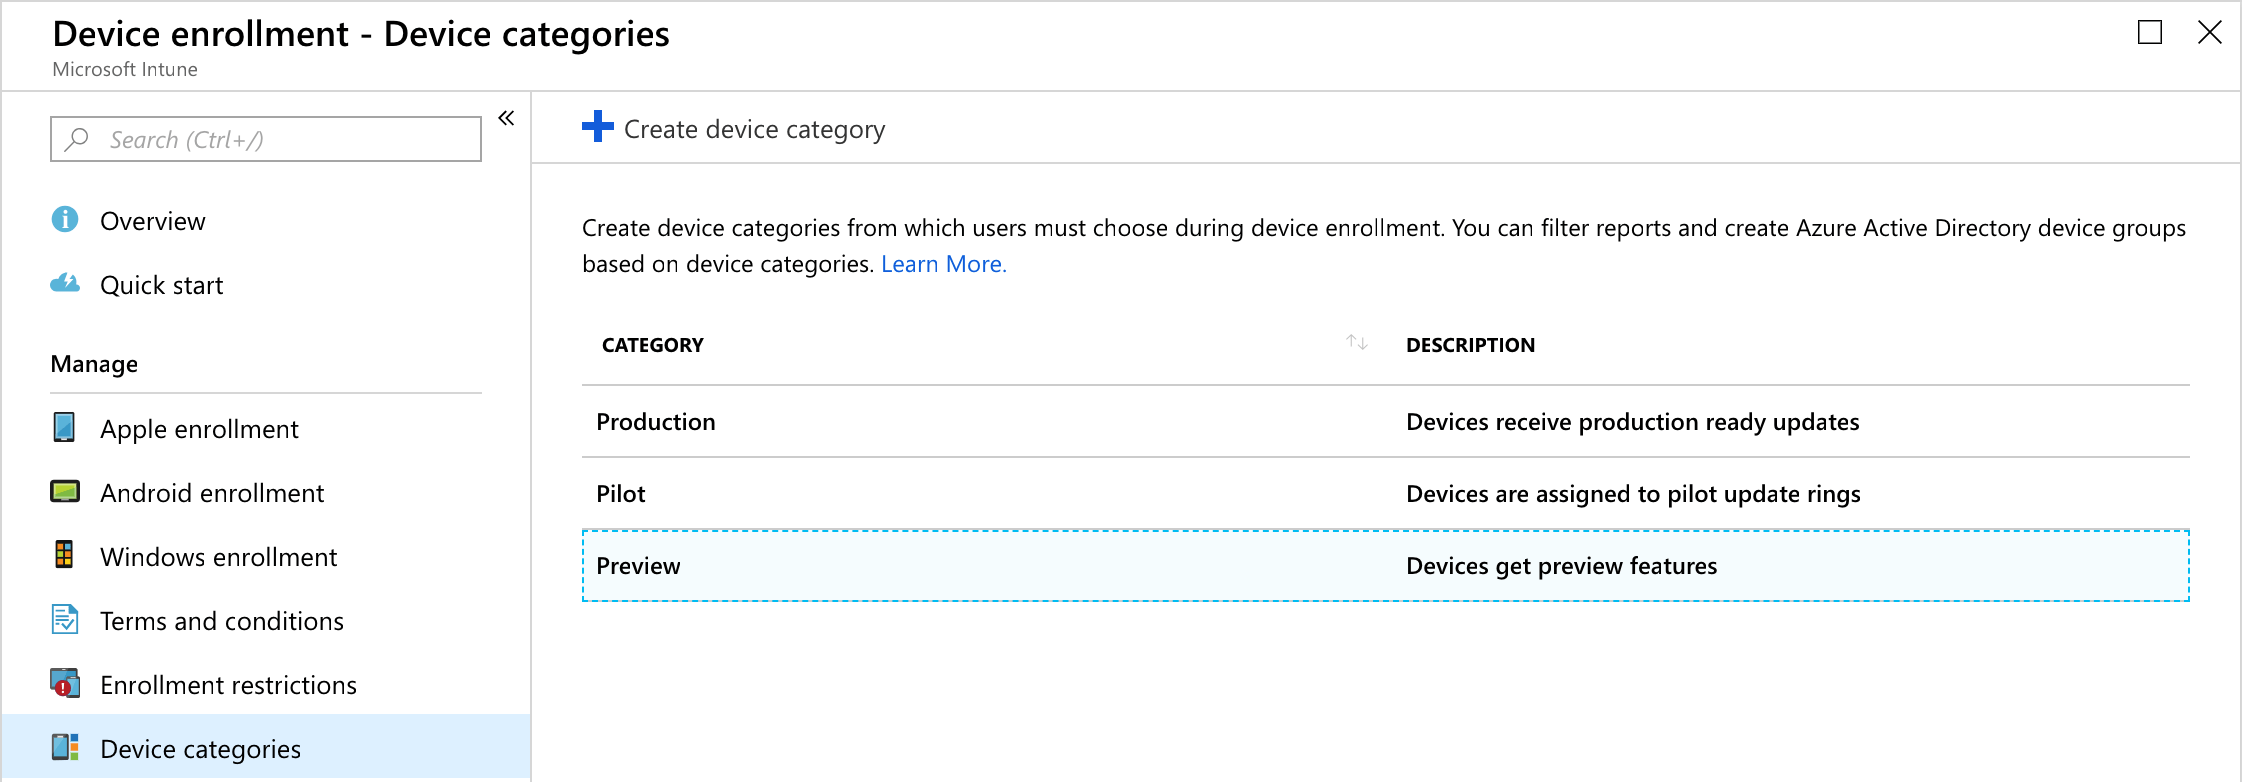 Device enrollment - Device categories
Microsoft Intune
Search (Ctrl+/)
Overview
Quick start
Manage
Apple enrollment
Android enrollment
Windows enrollment
Terms and conditions
Enrollment restrictions
Device categories
Create device category
Create device categories from which users must choose during device enrollment. You can filter reports and create Azure Active Directory device groups
based on device categories. Learn More.
CATEGORY DESCRIPTION
Production Devices receive production ready updates
Pilot Devices are assigned to pilot update rings
Preview Devices get preview features